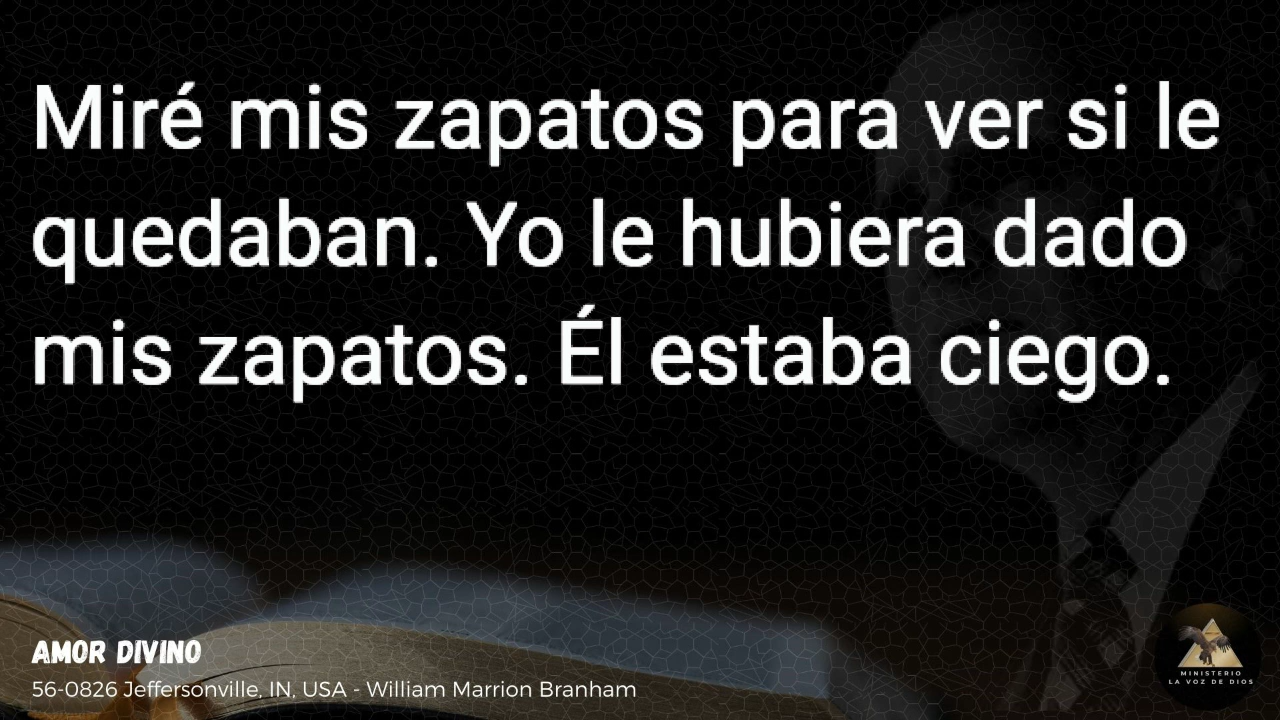 Miré mis zapatos para ver si le
quedaban. Yo le hubiera dado
mis zapatos. Él estaba ciego.
AMOR DIVINO
56-0826 Jeffersonville, IN, USA - William Marrion Branham
MINISTERIO
LA VOZ DE DIOS